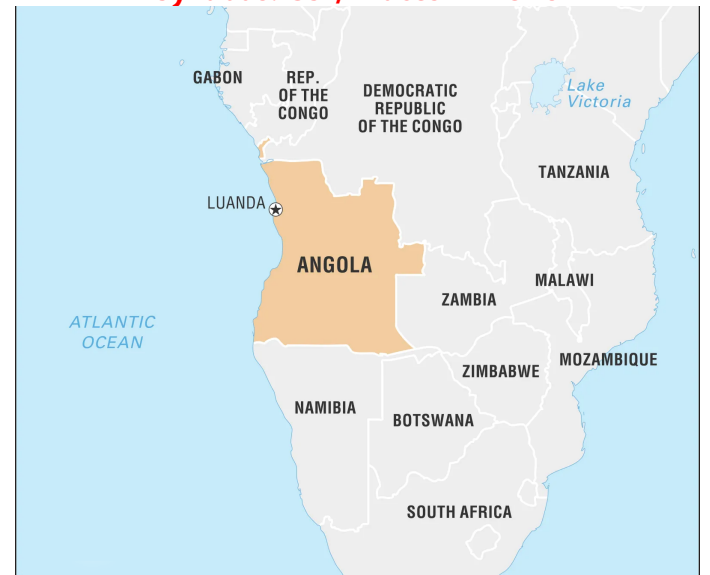 GABON
REP.
OF THE
CONGO
DEMOCRATIC
REPUBLIC
OF THE CONGO
Lake
Victoria
TANZANIA
LUANDA
ANGOLA
MALAWI
ZAMBIA
ATLANTIC
OCEAN
MOZAMBIQUE
ZIMBABWE
NAMIBIA
BOTSWANA
SOUTH AFRICA